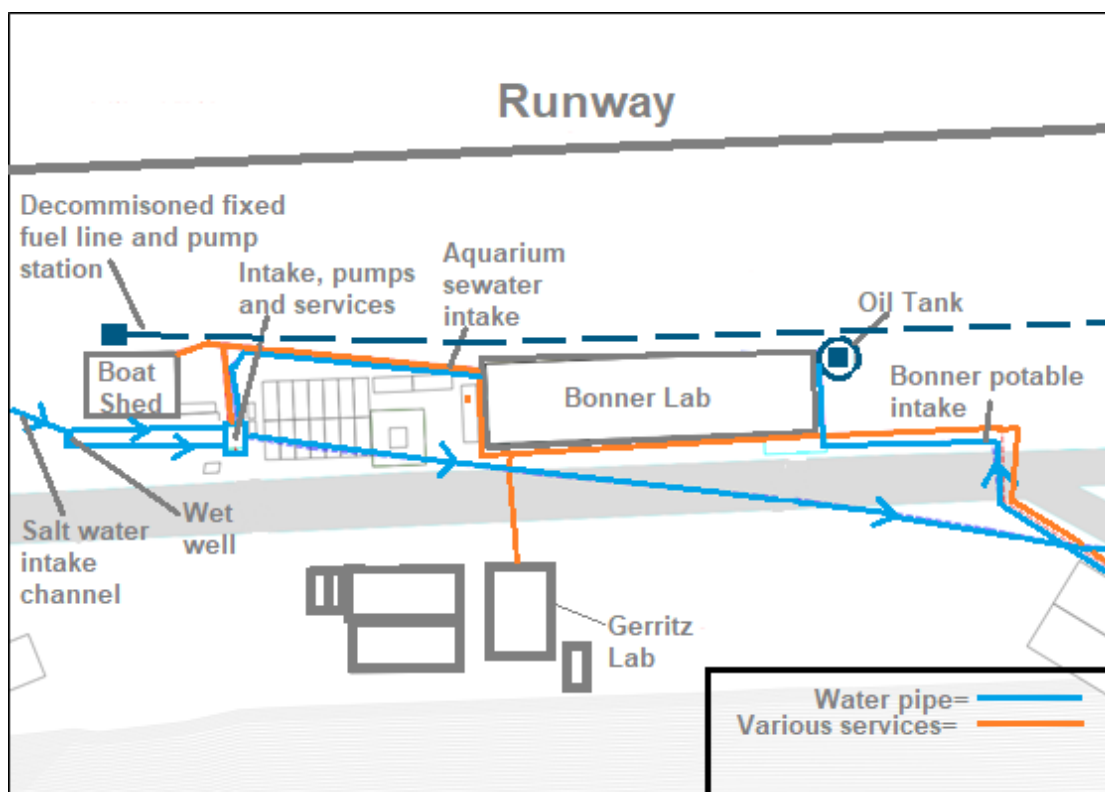 Runway
Decommisoned fixed
fuel line and pump
station
Intake, pumps
and services
Aquarium
sewater
intake
Oil Tank
Boat
Shed
Bonner Lab
Bonner potable
intake
Salt water
intake
channel
Wet
well
Gerritz
Lab
Water pipe=
Various services=